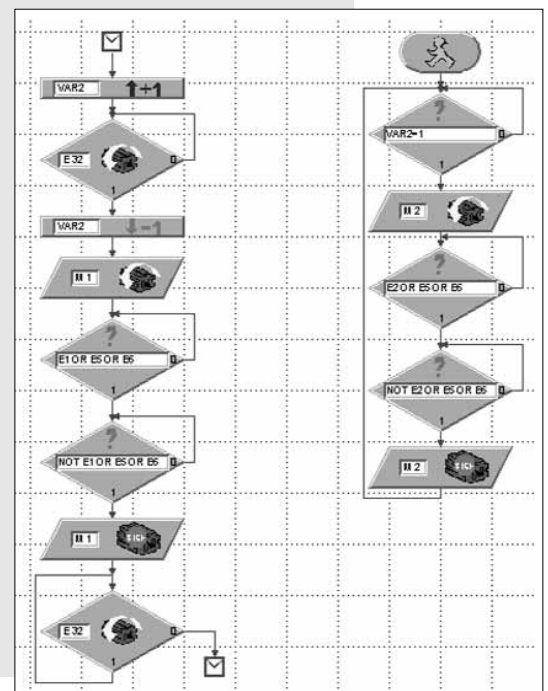 VAR2 ↑+1
E32
1
VAR2 ↓-1
M 1
?
E1 OR E5 OR E6
1
?
NOT E1 OR E5 OR E6
1
M 1
E32
1
?
VAR2=1
1
M 2
?
E2 OR E5 OR E6
1
?
NOT E2 OR E5 OR E6
1
M 2